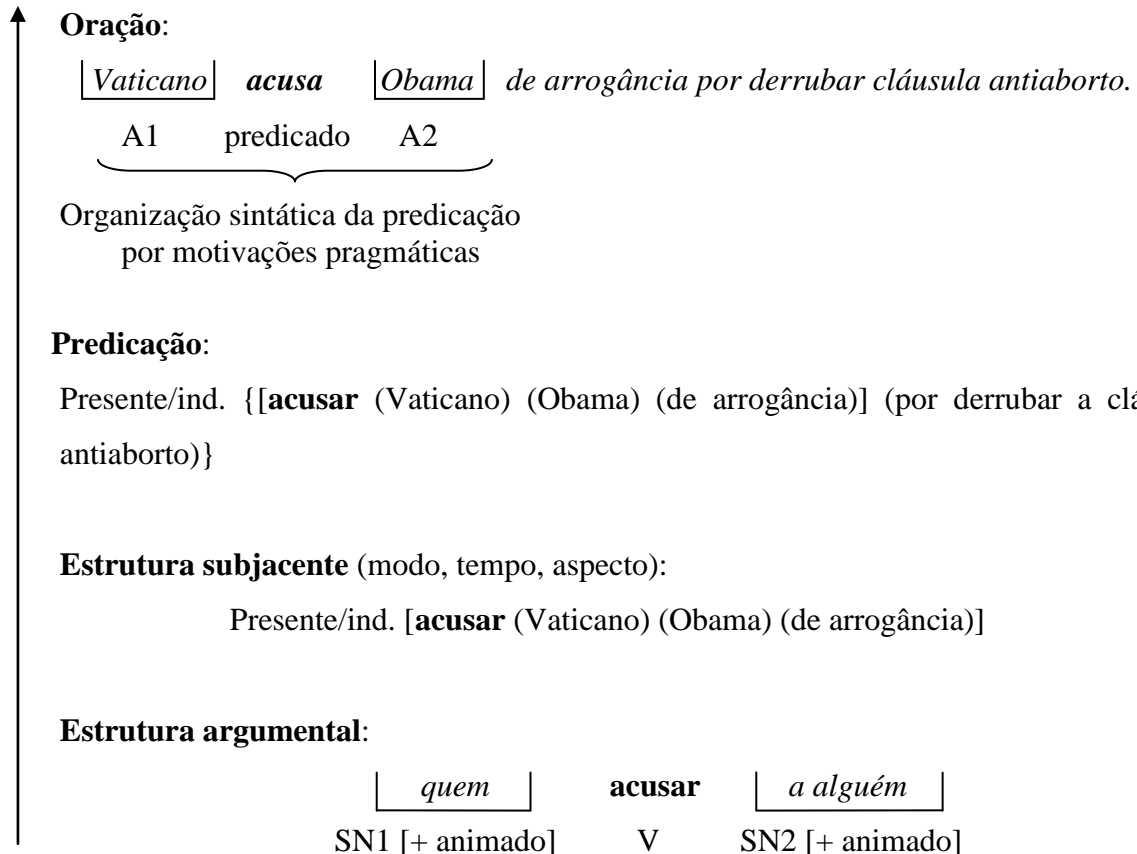 Oração:
Vaticano acusa Obama de arrogância por derrubar cláusula antiaborto.
A1 predicado A2
Organização sintática da predicação
por motivações pragmáticas
Predicação:
Presente/ind. {[acusar (Vaticano) (Obama) (de arrogância)] (por derrubar a
antiaborto)}
Estrutura subjacente (modo, tempo, aspecto):
Presente/ind. [acusar (Vaticano) (Obama) (de arrogância)]
Estrutura argumental:
quem acusar a alguém
SN1 [+ animado] V SN2 [+ animado]